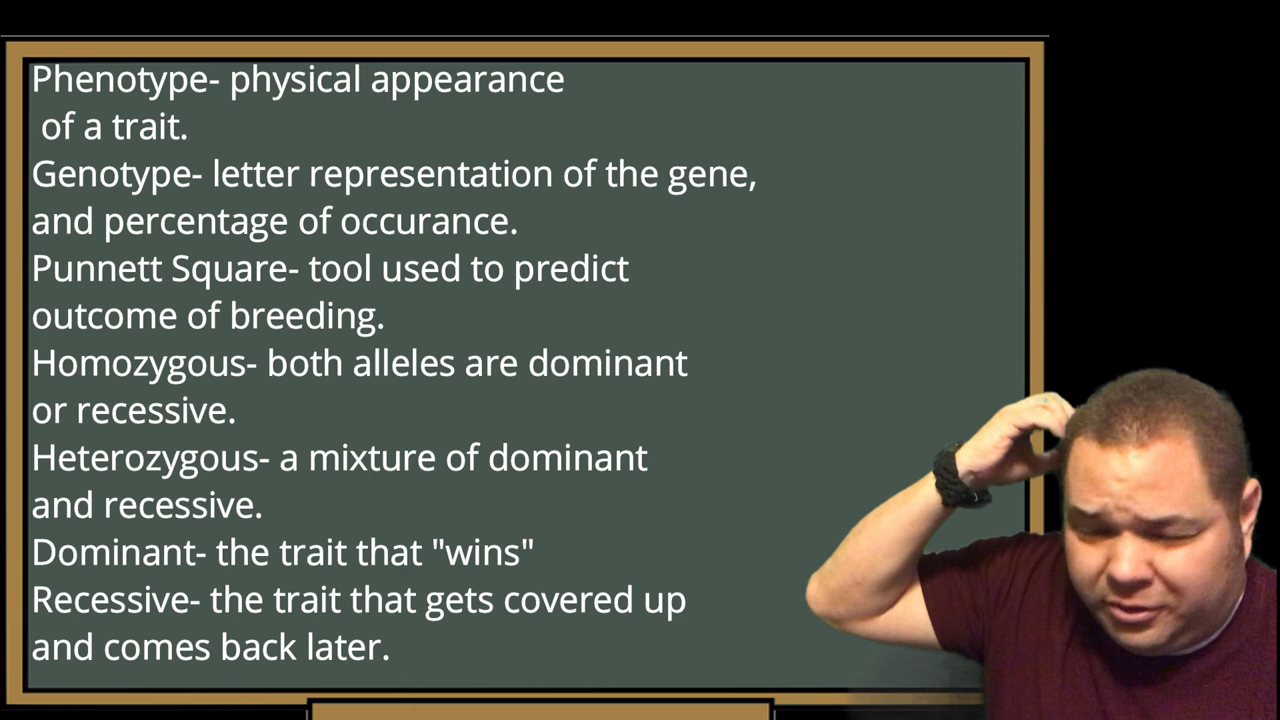 Phenotype- physical appearance
of a trait.
Genotype- letter representation of the gene,
and percentage of occurance.
Punnett Square- tool used to predict
outcome of breeding.
Homozygous- both alleles are dominant
or recessive.
Heterozygous- a mixture of dominant
and recessive.
Dominant- the trait that "wins"
Recessive- the trait that gets covered up
and comes back later.